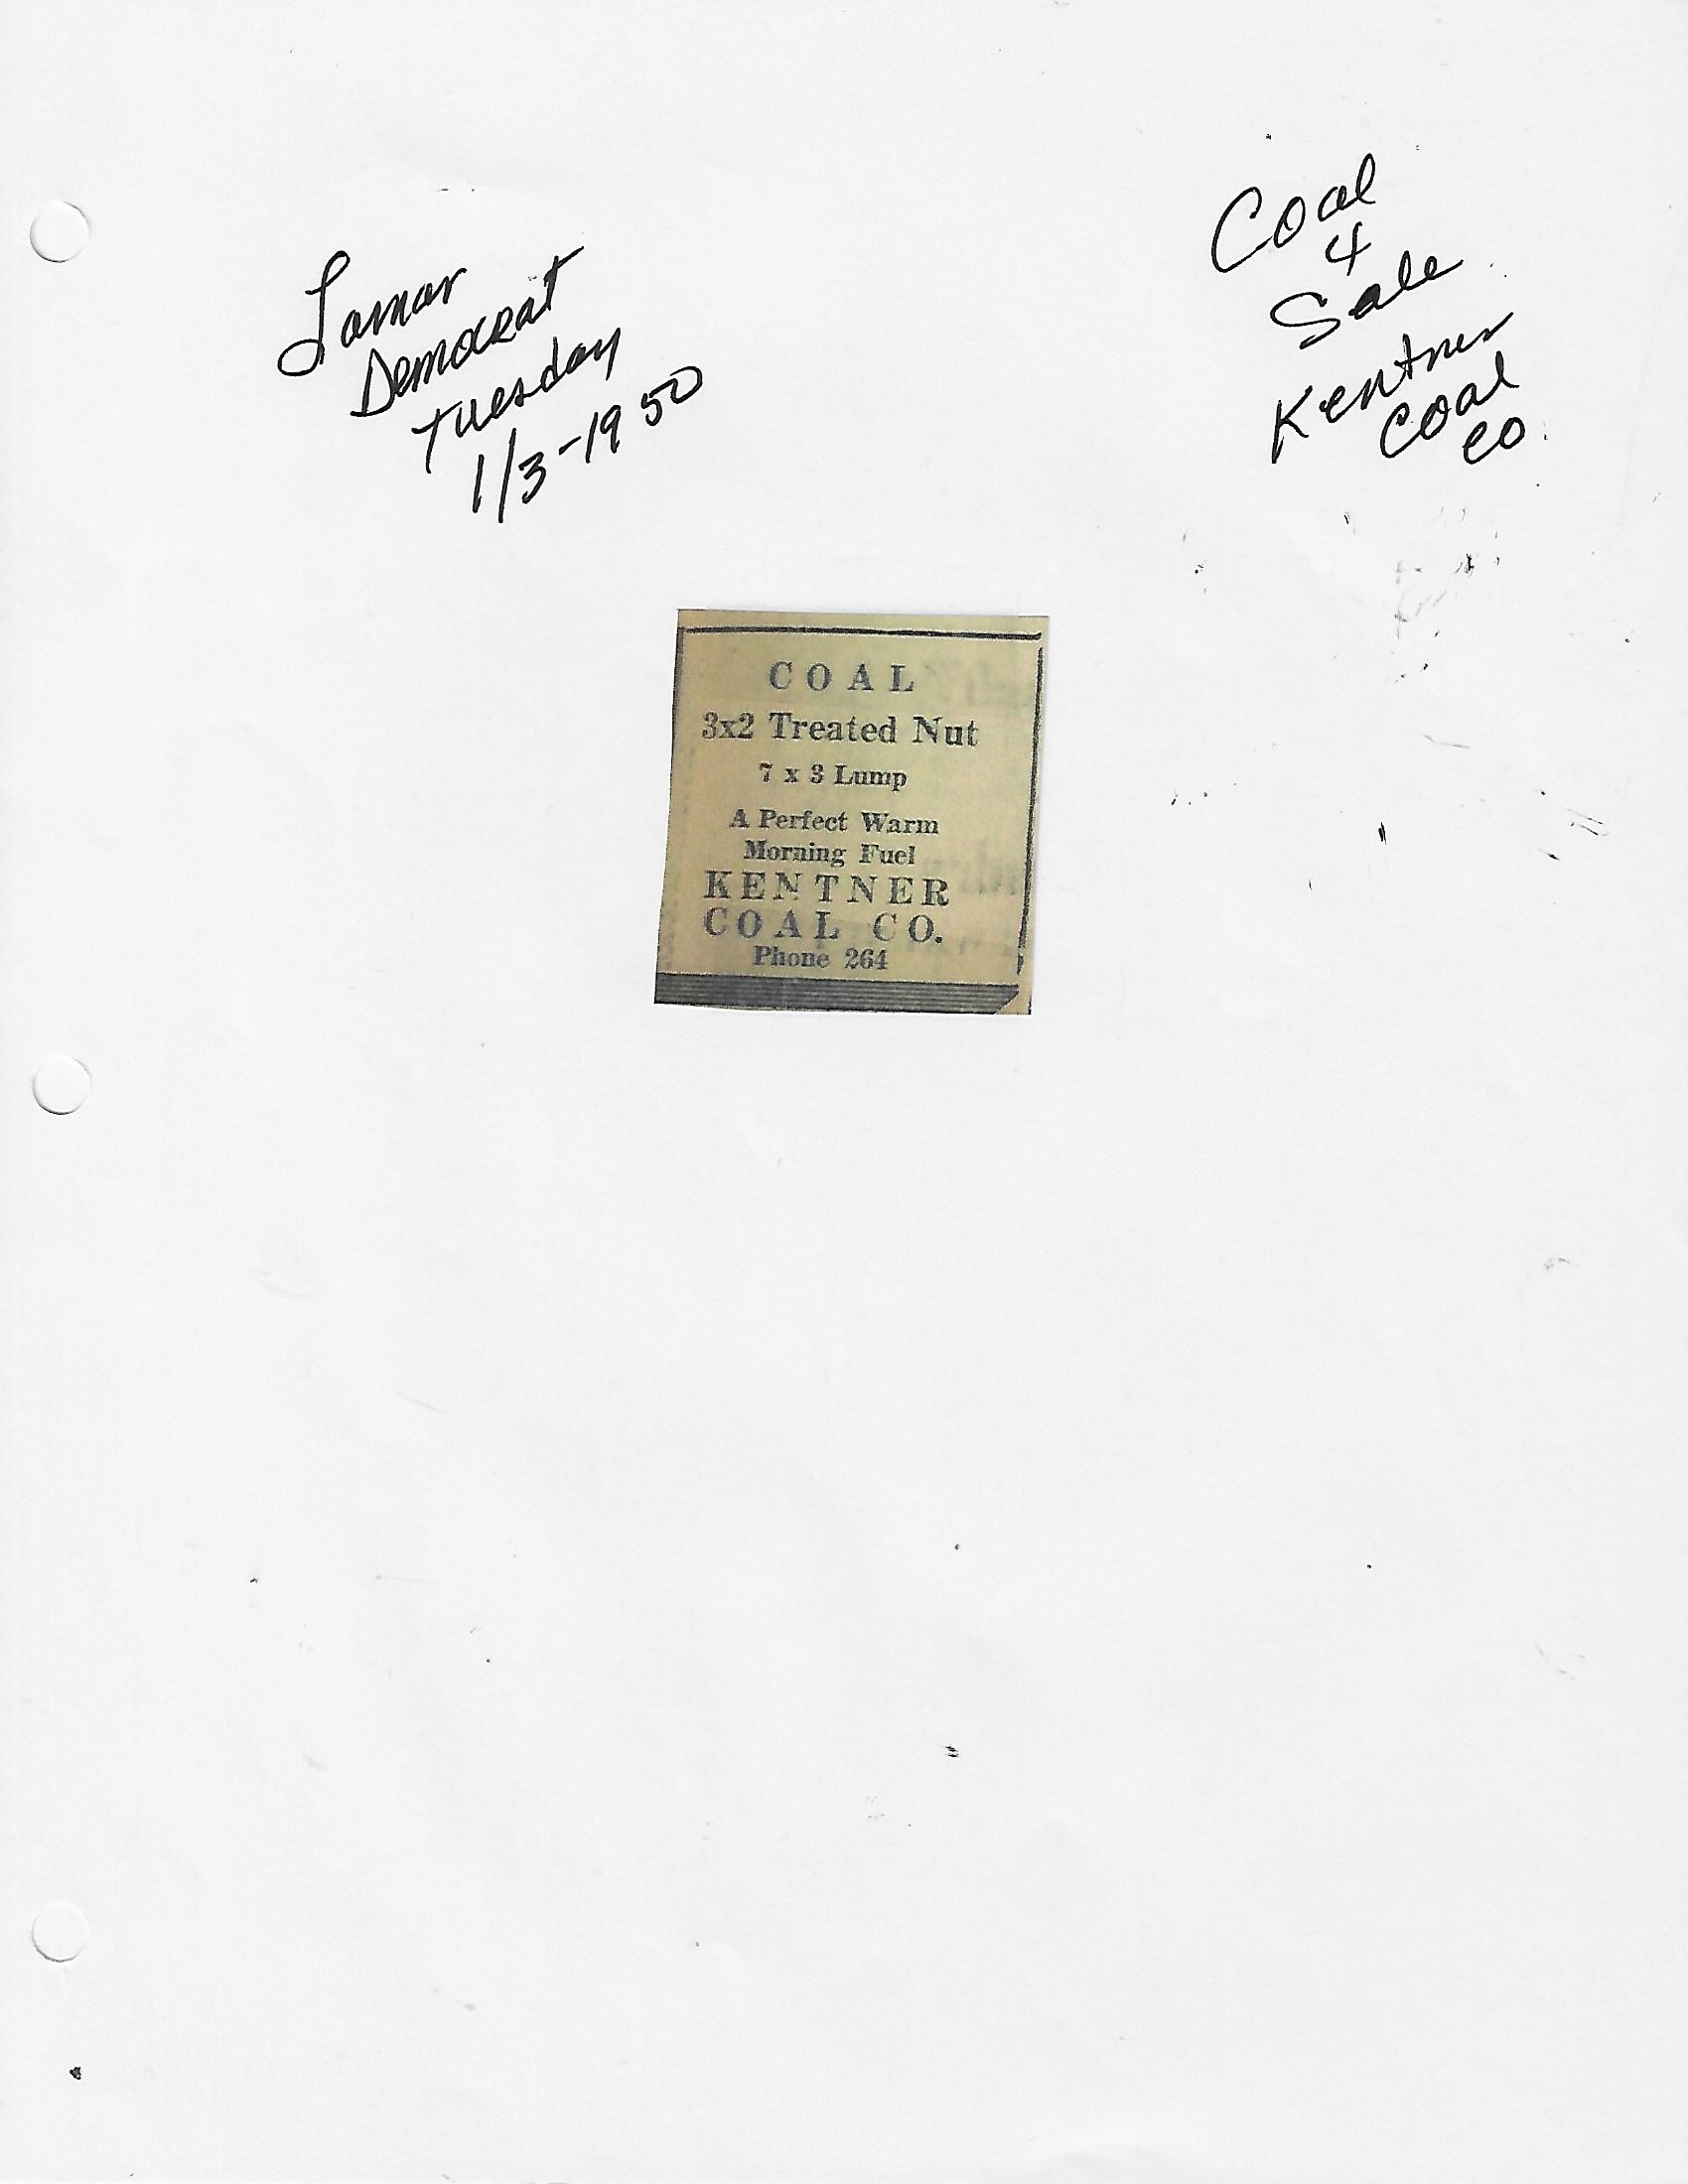 Lamar
Democrat
Tuesday
1/3-1950
Coal
4
Sale
Kentner
Coal
Co.
COAL
3x2 Treated Nut
7 x 3 Lump
A Perfect Warm
Morning Fuel
KENTNER
COAL CO.
Phone 264